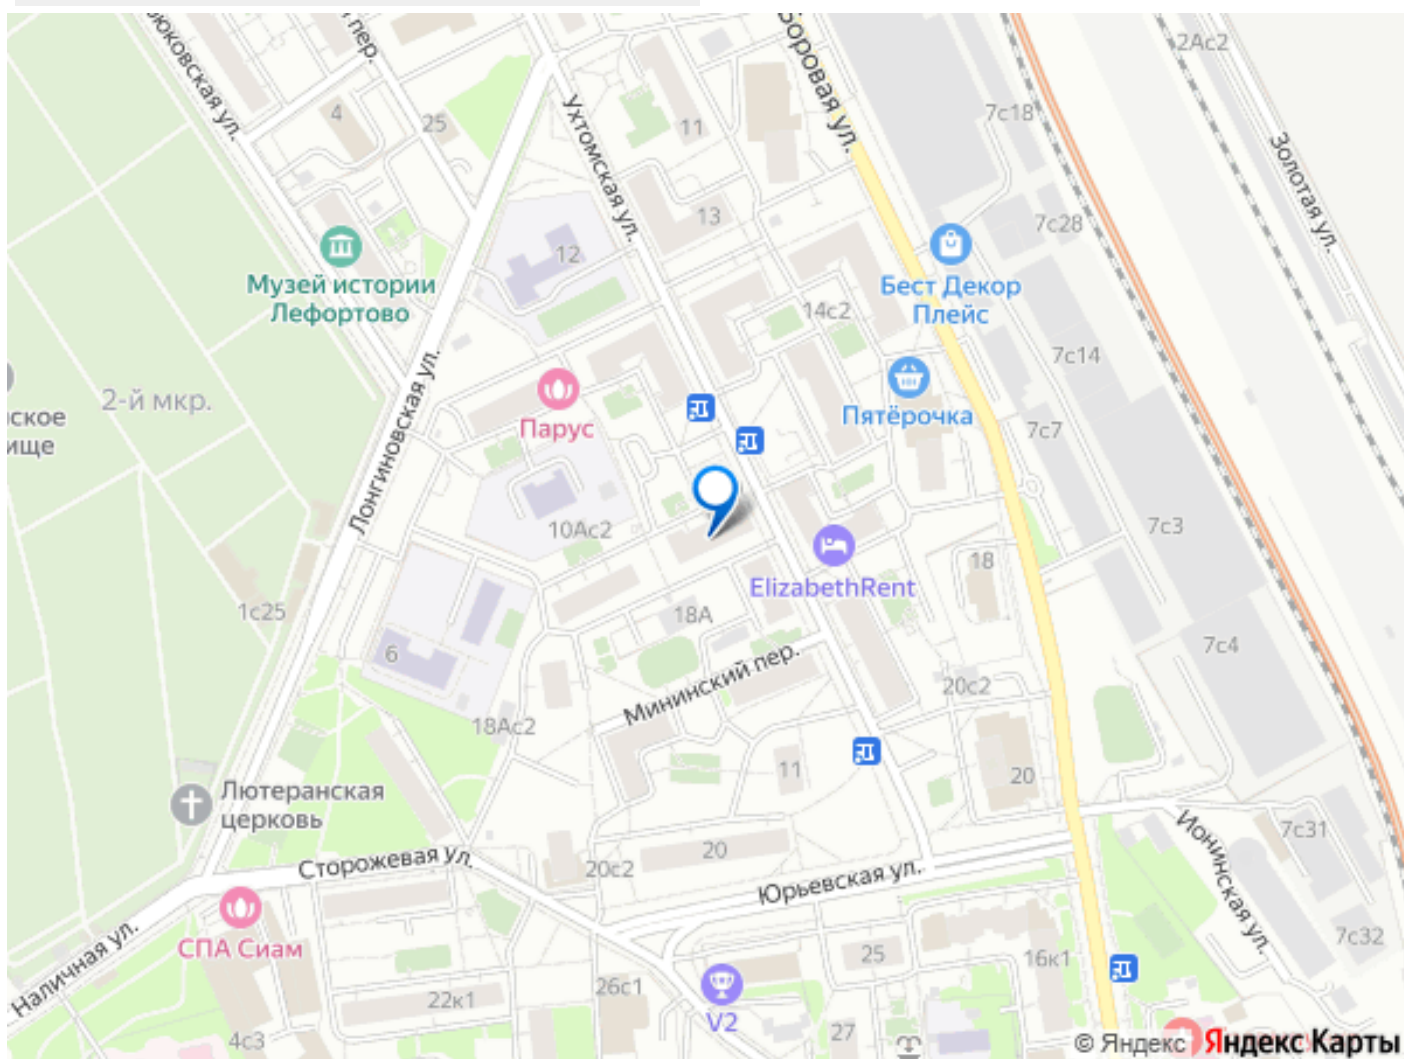 пер.
Боровая ул.
2Ас2
7с18
Золотая ул.
4
25
Ухтомская ул.
11
7с28
13
12
Музей истории
Лефортово
Бест Декор
Плейс
14с2
7с14
2-й мкр.
Лонгиновская ул.
Парус
Пятёрочка
7с7
10Ас2
7с3
18
ElizabethRent
1с25
18А
6
7с4
Мининский пер.
20с2
18Ас2
11
20
Лютеранская
церковь
Ионинская ул.
7с31
Сторожевая ул.
20
20с2
Юрьевская ул.
Наличная ул.
СПА Сиам
7с32
25
16к1
26с1
22к1
V2
27
4с3
© Яндекс Яндекс Карты